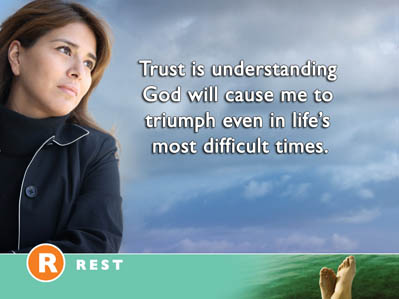 Trust is understanding
God will cause me to
triumph even in life's
most difficult times.
R REST